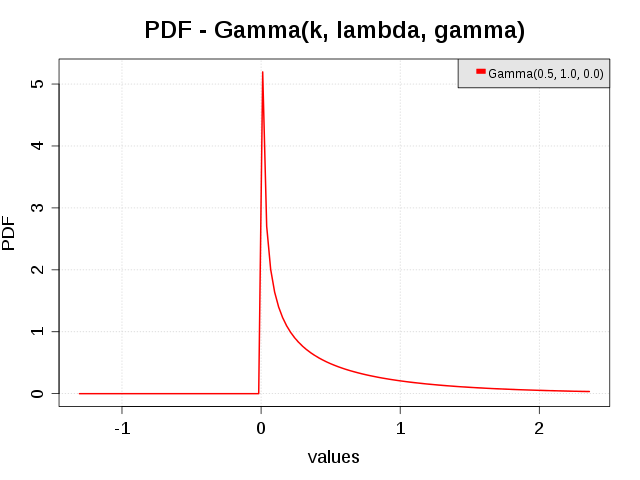 PDF - Gamma(k, lambda, gamma)
Gamma(0.5, 1.0, 0.0)
PDF
5
4
3
2
1
0
-1 0 1 2
values